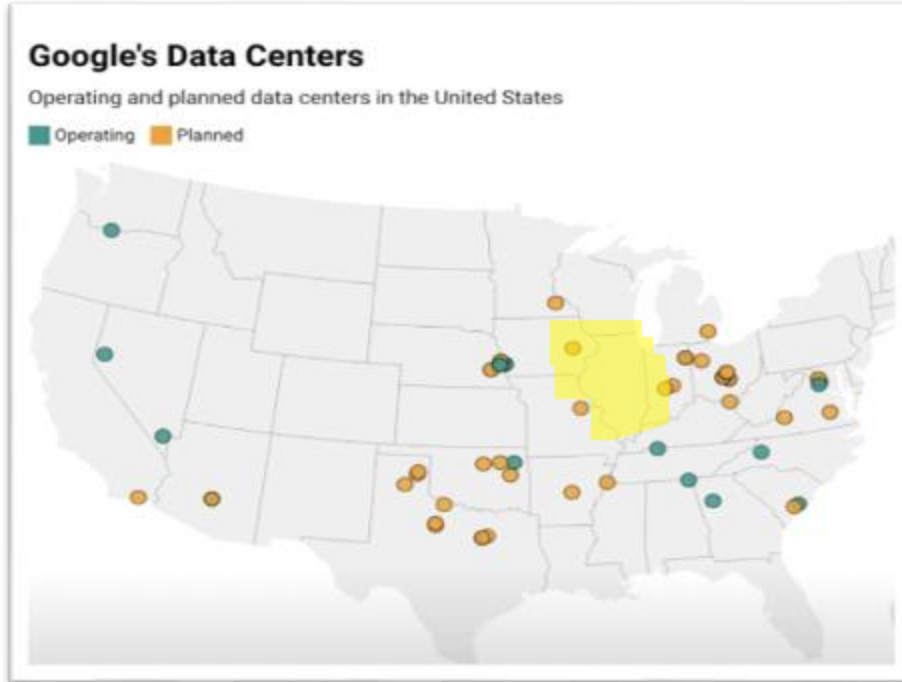 Google's Data Centers
Operating and planned data centers in the United States
Operating Planned